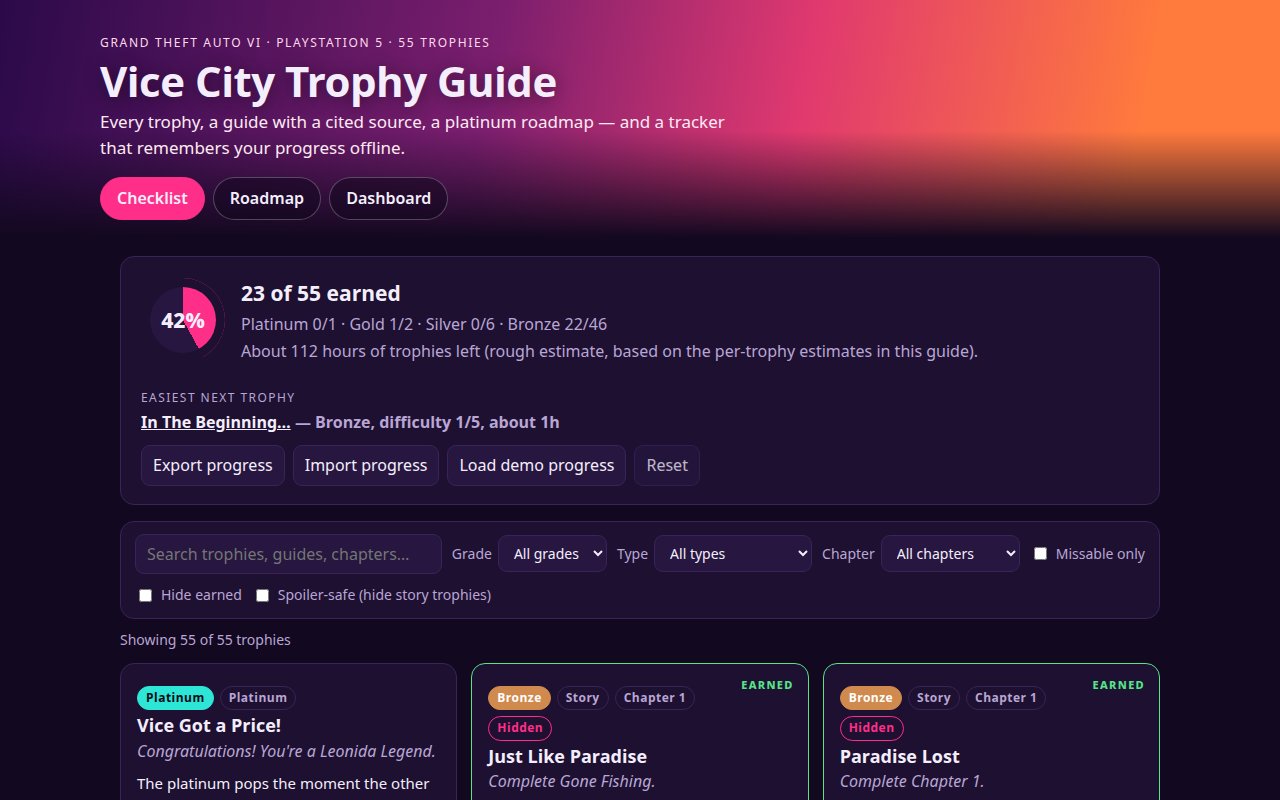 GRAND THEFT AUTO VI · PLAYSTATION 5 · 55 TROPHIES
Vice City Trophy Guide
Every trophy, a guide with a cited source, a platinum roadmap — and a tracker
that remembers your progress offline.
Checklist
Roadmap
Dashboard
42%
23 of 55 earned
Platinum 0/1 · Gold 1/2 · Silver 0/6 · Bronze 22/46
About 112 hours of trophies left (rough estimate, based on the per-trophy estimates in this guide).
EASIEST NEXT TROPHY
In The Beginning... — Bronze, difficulty 1/5, about 1h
Export progress
Import progress
Load demo progress
Reset
Search trophies, guides, chapters...
Grade
All grades
Type
All types
Chapter
All chapters
Missable only
Hide earned
Spoiler-safe (hide story trophies)
Showing 55 of 55 trophies
Platinum
Platinum
Vice Got a Price!
Congratulations! You're a Leonida Legend.
The platinum pops the moment the other
Bronze
Story
Chapter 1
EARNED
Hidden
Just Like Paradise
Complete Gone Fishing.
Bronze
Story
Chapter 1
EARNED
Hidden
Paradise Lost
Complete Chapter 1.